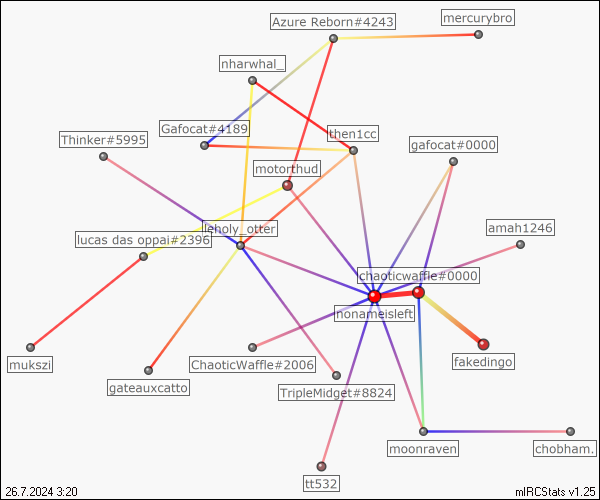 Azure Reborn#4243
mercurybro
nharwhal_
Gafocat#4189
then1cc
Thinker#5995
gafocat#0000
motorthud
leholy_otter
amah1246
lucas das oppai#2396
chaoticwaffle#0000
nonameisleft
mukszi
ChaoticWaffle#2006
fakedingo
gateauxcatto
TripleMidget#8824
moonraven
chobham.
tt532
26.7.2024 3:20
mIRCStats v1.25